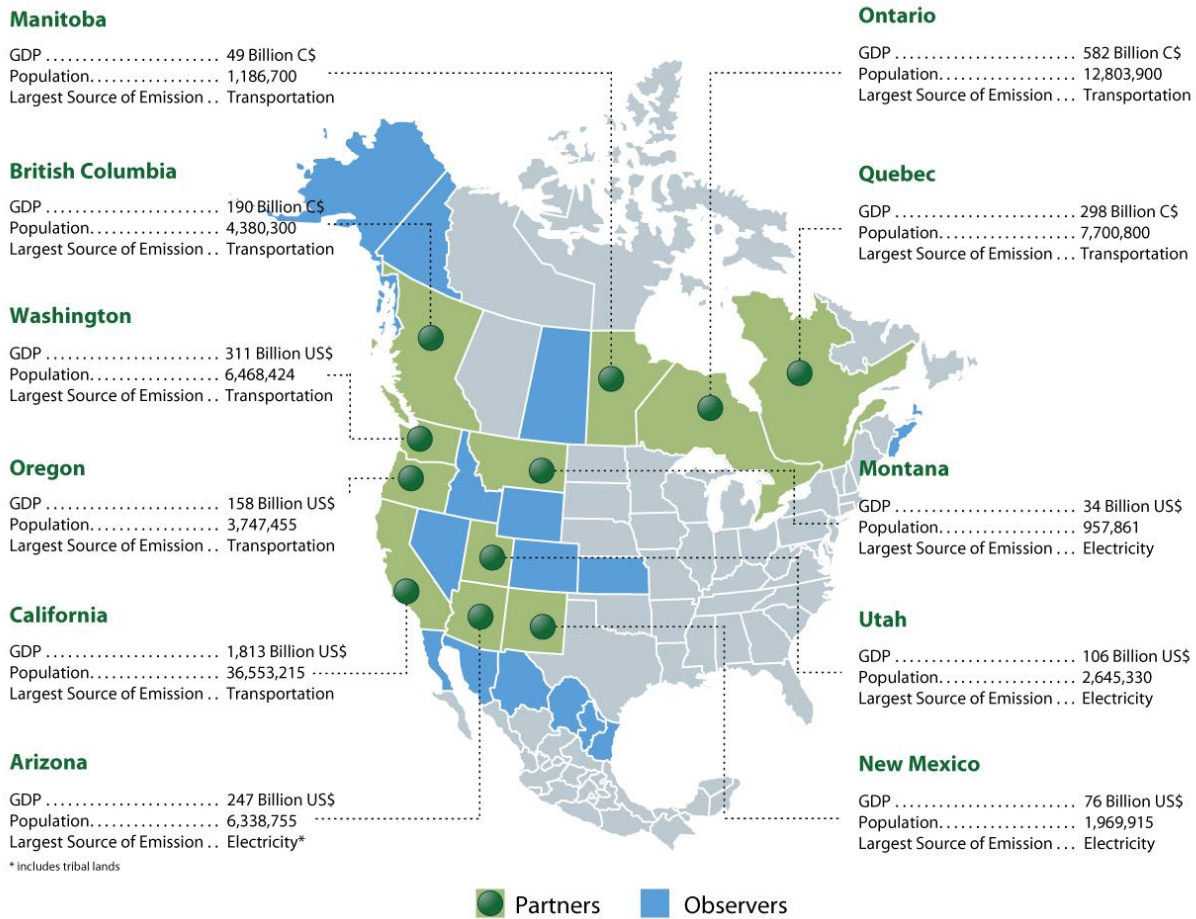 Manitoba
GDP ......................... 49 Billion C$
Population................... 1,186,700
Largest Source of Emission .. Transportation
British Columbia
GDP ......................... 190 Billion C$
Population................... 4,380,300
Largest Source of Emission .. Transportation
Washington
GDP ......................... 311 Billion US$
Population................... 6,468,424
Largest Source of Emission .. Transportation
Oregon
GDP ......................... 158 Billion US$
Population................... 3,747,455
Largest Source of Emission .. Transportation
California
GDP ......................... 1,813 Billion US$
Population................... 36,553,215
Largest Source of Emission .. Transportation
Arizona
GDP ......................... 247 Billion US$
Population................... 6,338,755
Largest Source of Emission .. Electricity*
* includes tribal lands
Ontario
GDP .......................... 582 Billion C$
Population.................... 12,803,900
Largest Source of Emission ... Transportation
Quebec
GDP .......................... 298 Billion C$
Population.................... 7,700,800
Largest Source of Emission ... Transportation
Montana
GDP .......................... 34 Billion US$
Population.................... 957,861
Largest Source of Emission ... Electricity
Utah
GDP .......................... 106 Billion US$
Population.................... 2,645,330
Largest Source of Emission ... Electricity
New Mexico
GDP .......................... 76 Billion US$
Population.................... 1,969,915
Largest Source of Emission ... Electricity
Partners
Observers